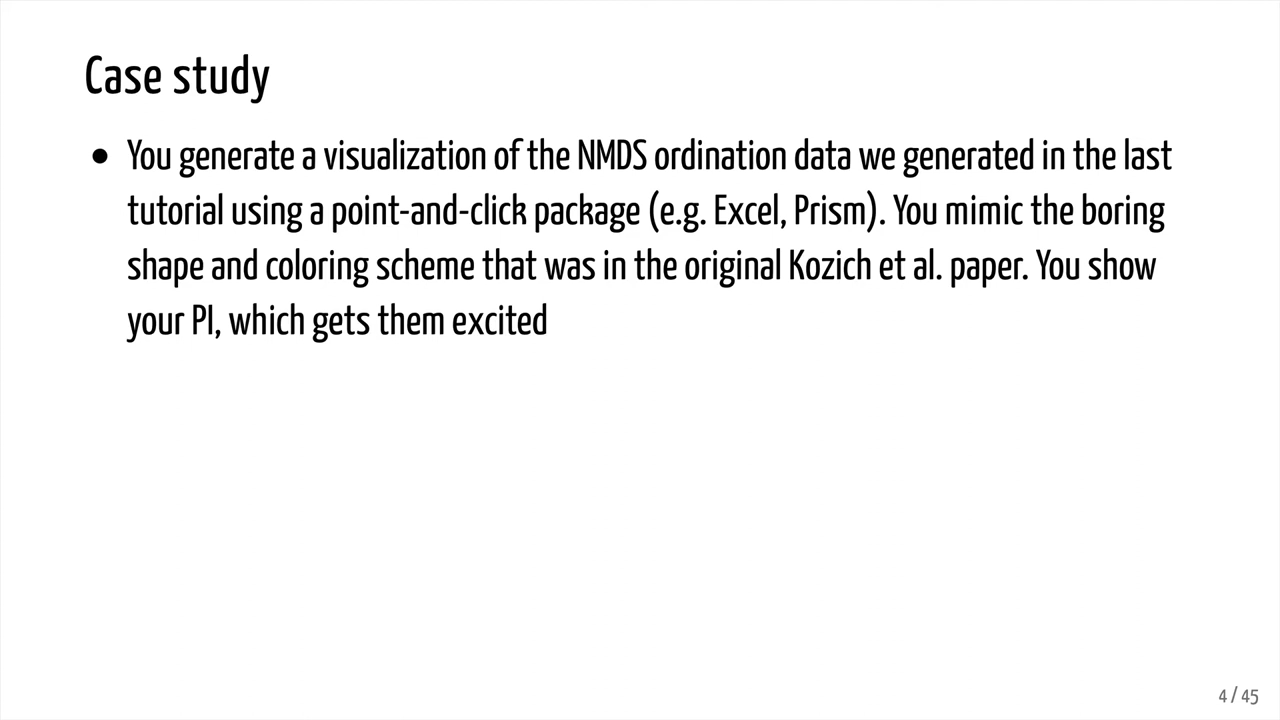 Case study
• You generate a visualization of the NMDS ordination data we generated in the last
tutorial using a point-and-click package (e.g. Excel, Prism). You mimic the boring
shape and coloring scheme that was in the original Kozich et al. paper. You show
your PI, which gets them excited
4 / 45